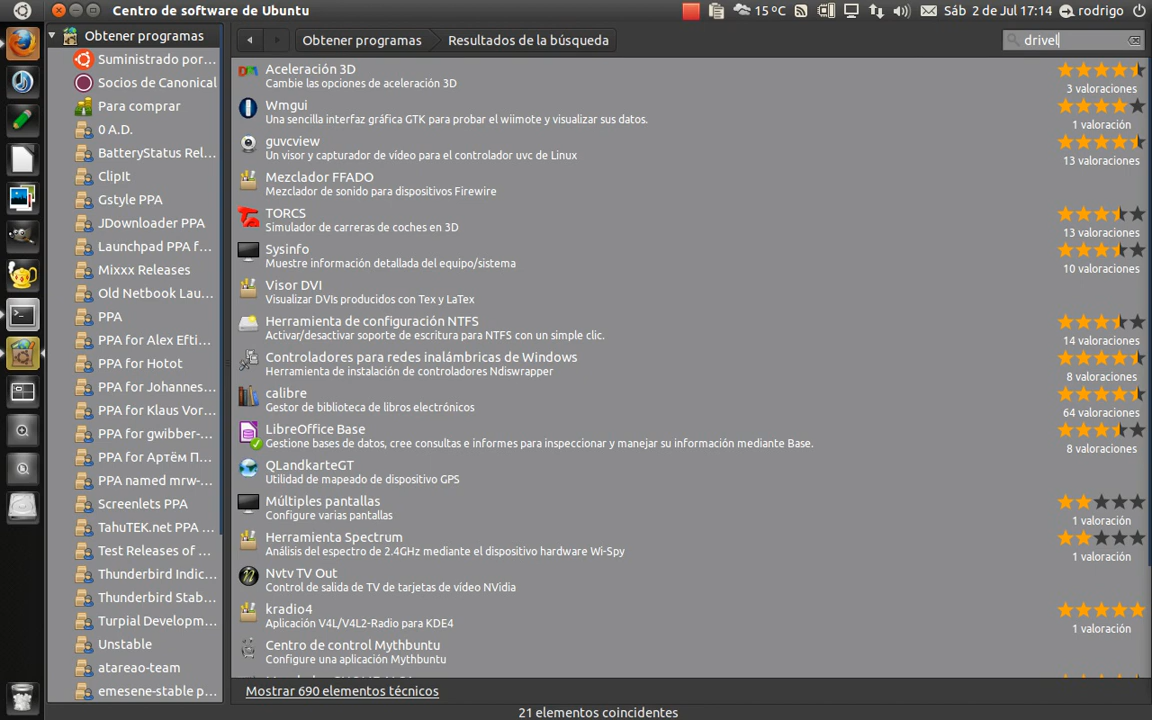 Centro de software de Ubuntu
15 °C
Sáb 2 de Jul 17:14
rodrigo
Obtener programas
Suministrado por...
Socios de Canonical
Para comprar
0 A.D.
BatteryStatus Rel...
ClipIt
Gstyle PPA
JDownloader PPA
Launchpad PPA f...
Mixxx Releases
Old Netbook Lau...
PPA
PPA for Alex Efti...
PPA for Hotot
PPA for Johannes...
PPA for Klaus Vor...
PPA for gwibber-...
PPA for Артём П...
PPA named mrw-...
Screenlets PPA
TahuTEK.net PPA ...
Test Releases of ...
Thunderbird Indic...
Thunderbird Stab...
Turpial Developm...
Unstable
atareao-team
emesene-stable p...
Obtener programas
Resultados de la búsqueda
drivel
Aceleración 3D
Cambie las opciones de aceleración 3D
3 valoraciones
Wmgui
Una sencilla interfaz gráfica GTK para probar el wiimote y visualizar sus datos.
1 valoración
guvcview
Un visor y capturador de vídeo para el controlador uvc de Linux
13 valoraciones
Mezclador FFADO
Mezclador de sonido para dispositivos Firewire
TORCS
Simulador de carreras de coches en 3D
13 valoraciones
Sysinfo
Muestre información detallada del equipo/sistema
10 valoraciones
Visor DVI
Visualizar DVIs producidos con Tex y LaTex
Herramienta de configuración NTFS
Activar/desactivar soporte de escritura para NTFS con un simple clic.
14 valoraciones
Controladores para redes inalámbricas de Windows
Herramienta de instalación de controladores Ndiswrapper
8 valoraciones
calibre
Gestor de biblioteca de libros electrónicos
64 valoraciones
LibreOffice Base
Gestione bases de datos, cree consultas e informes para inspeccionar y manejar su información mediante Base.
8 valoraciones
QLandkarteGT
Utilidad de mapeado de dispositivo GPS
Múltiples pantallas
Configure varias pantallas
1 valoración
Herramienta Spectrum
Análisis del espectro de 2.4GHz mediante el dispositivo hardware Wi-Spy
1 valoración
Nvtv TV Out
Control de salida de TV de tarjetas de vídeo NVidia
kradio4
Aplicación V4L/V4L2-Radio para KDE4
1 valoración
Centro de control Mythbuntu
Configure una aplicación Mythbuntu
Mostrar 690 elementos técnicos
21 elementos coincidentes